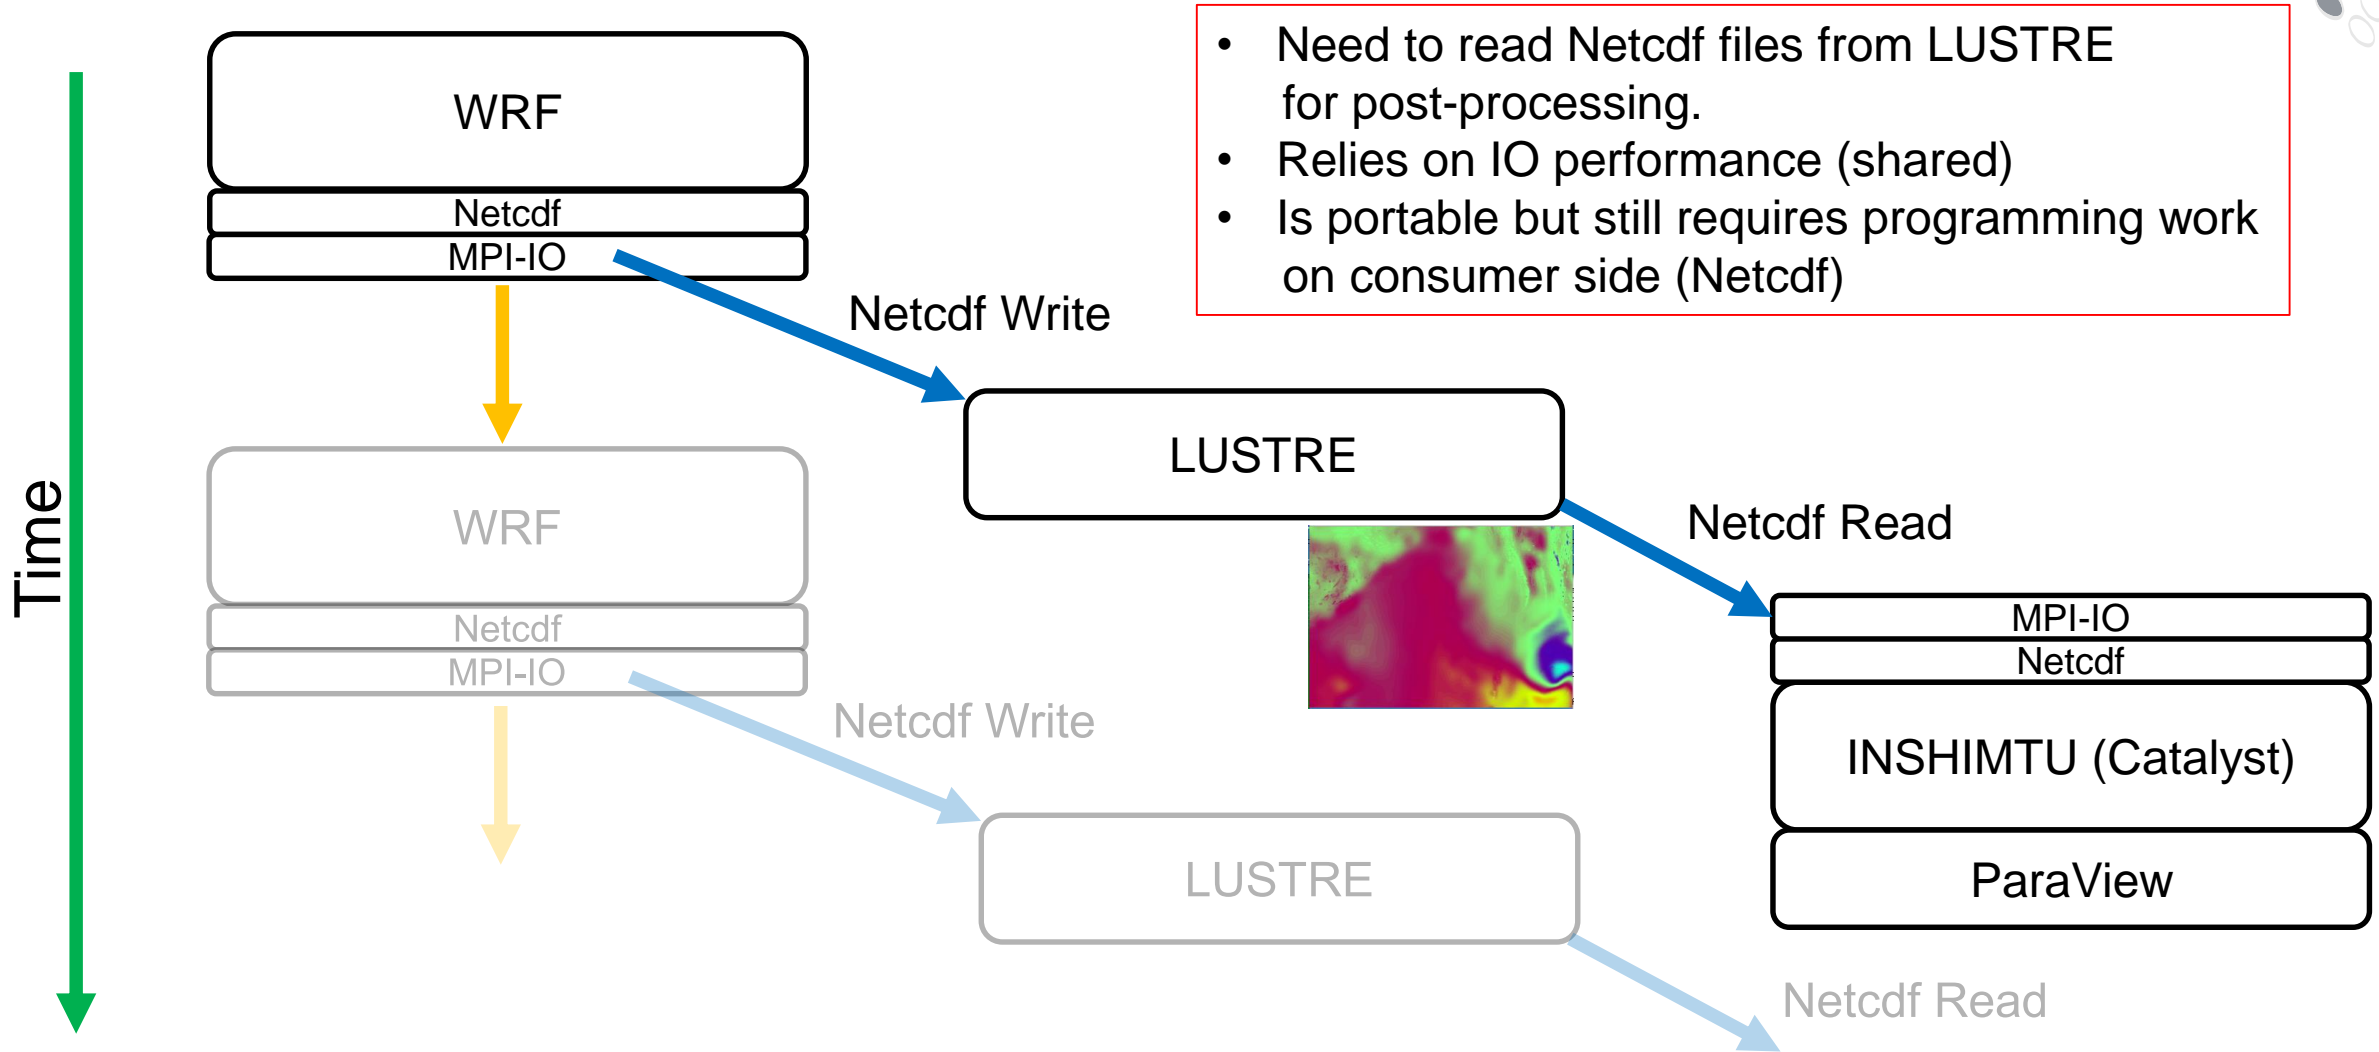 • Need to read Netcdf files from LUSTRE
for post-processing.
• Relies on IO performance (shared)
• Is portable but still requires programming work
on consumer side (Netcdf)
WRF
Netcdf
MPI-IO
Netcdf Write
LUSTRE
Netcdf Read
MPI-IO
Netcdf
INSHIMTU (Catalyst)
ParaView
Time
WRF
Netcdf
MPI-IO
Netcdf Write
LUSTRE
Netcdf Read